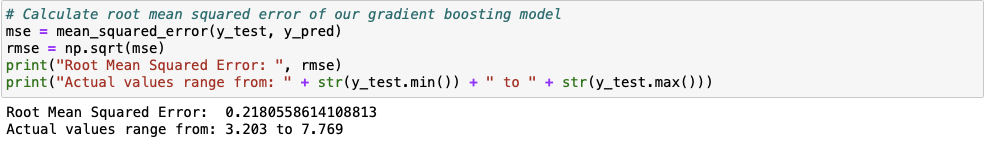 # Calculate root mean squared error of our gradient boosting model
mse = mean_squared_error(y_test, y_pred)
rmse = np.sqrt(mse)
print("Root Mean Squared Error: ", rmse)
print("Actual values range from: " + str(y_test.min()) + " to " + str(y_test.max()))
Root Mean Squared Error:  0.2180558614108813
Actual values range from: 3.203 to 7.769